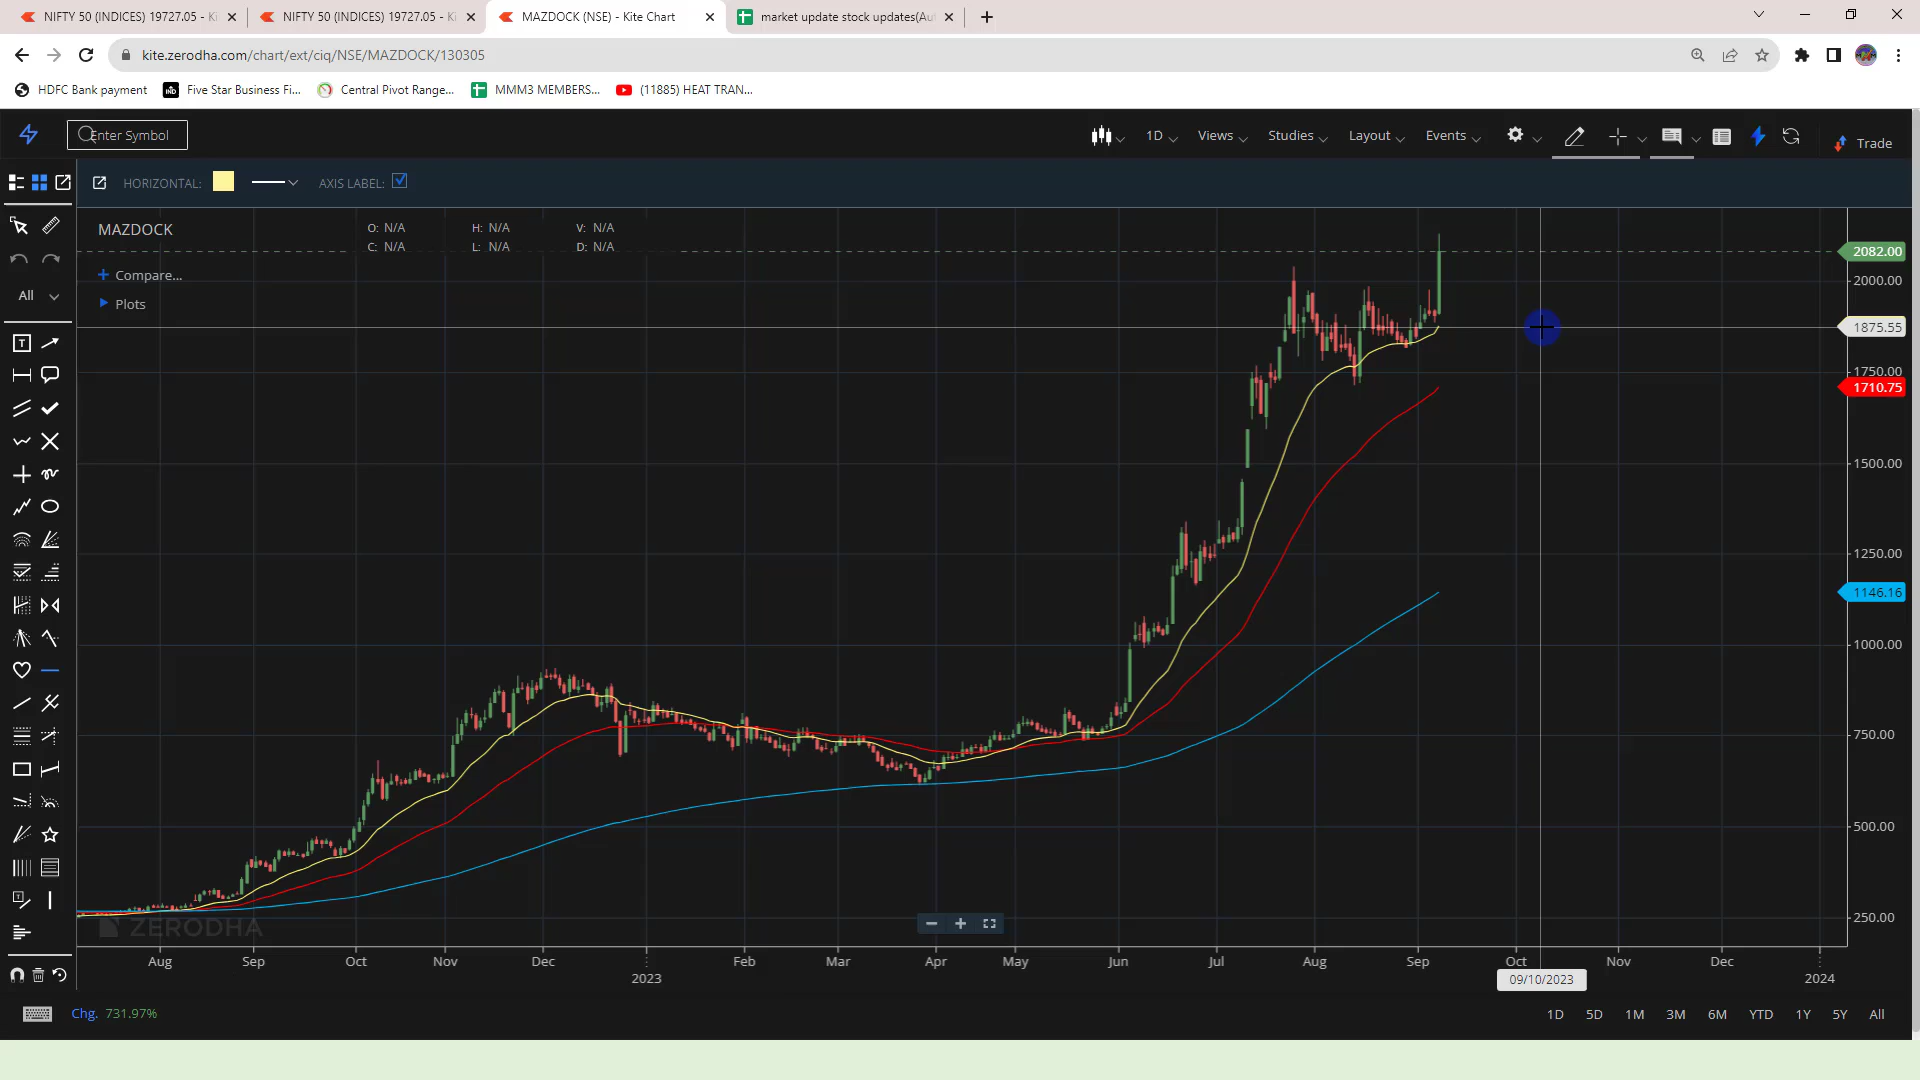 NIFTY 50 (INDICES) 19727.05 - Ki
NIFTY 50 (INDICES) 19727.05 - Ki
MAZDOCK (NSE) - Kite Chart
market update stock updates(Au
kite.zerodha.com/chart/ext/ciq/NSE/MAZDOCK/130305
HDFC Bank payment
Five Star Business Fi...
Central Pivot Range...
MMM3 MEMBERS...
(11885) HEAT TRAN...
Enter Symbol
1D
Views
Studies
Layout
Events
Trade
HORIZONTAL:
AXIS LABEL:
MAZDOCK
O: N/A
H: N/A
V: N/A
C: N/A
L: N/A
D: N/A
Compare...
Plots
All
2082.00
2000.00
1875.55
1750.00
1710.75
1500.00
1250.00
1146.16
1000.00
750.00
500.00
250.00
ZERODHA
Aug
Sep
Oct
Nov
Dec
2023
Feb
Mar
Apr
May
Jun
Jul
Aug
Sep
Oct
Nov
Dec
2024
09/10/2023
Chg. 731.97%
1D
5D
1M
3M
6M
YTD
1Y
5Y
All